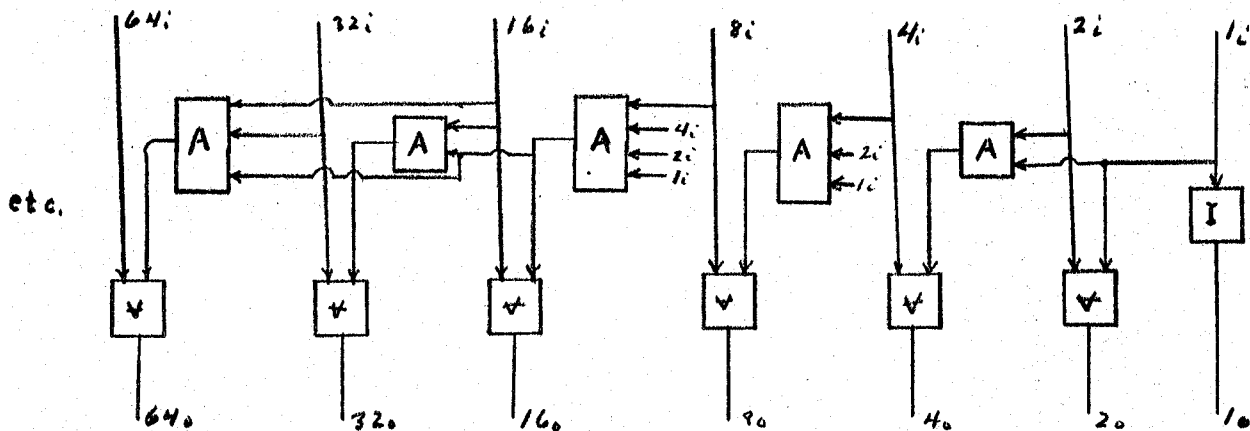 64i 32i 16i 8i 4i 2i 1i
A A A A A
4i
2i 2i
1i 1i
etc.
I
⊻ ⊻ ⊻ ⊻ ⊻ ⊻
64o 32o 16o 8o 4o 2o 1o